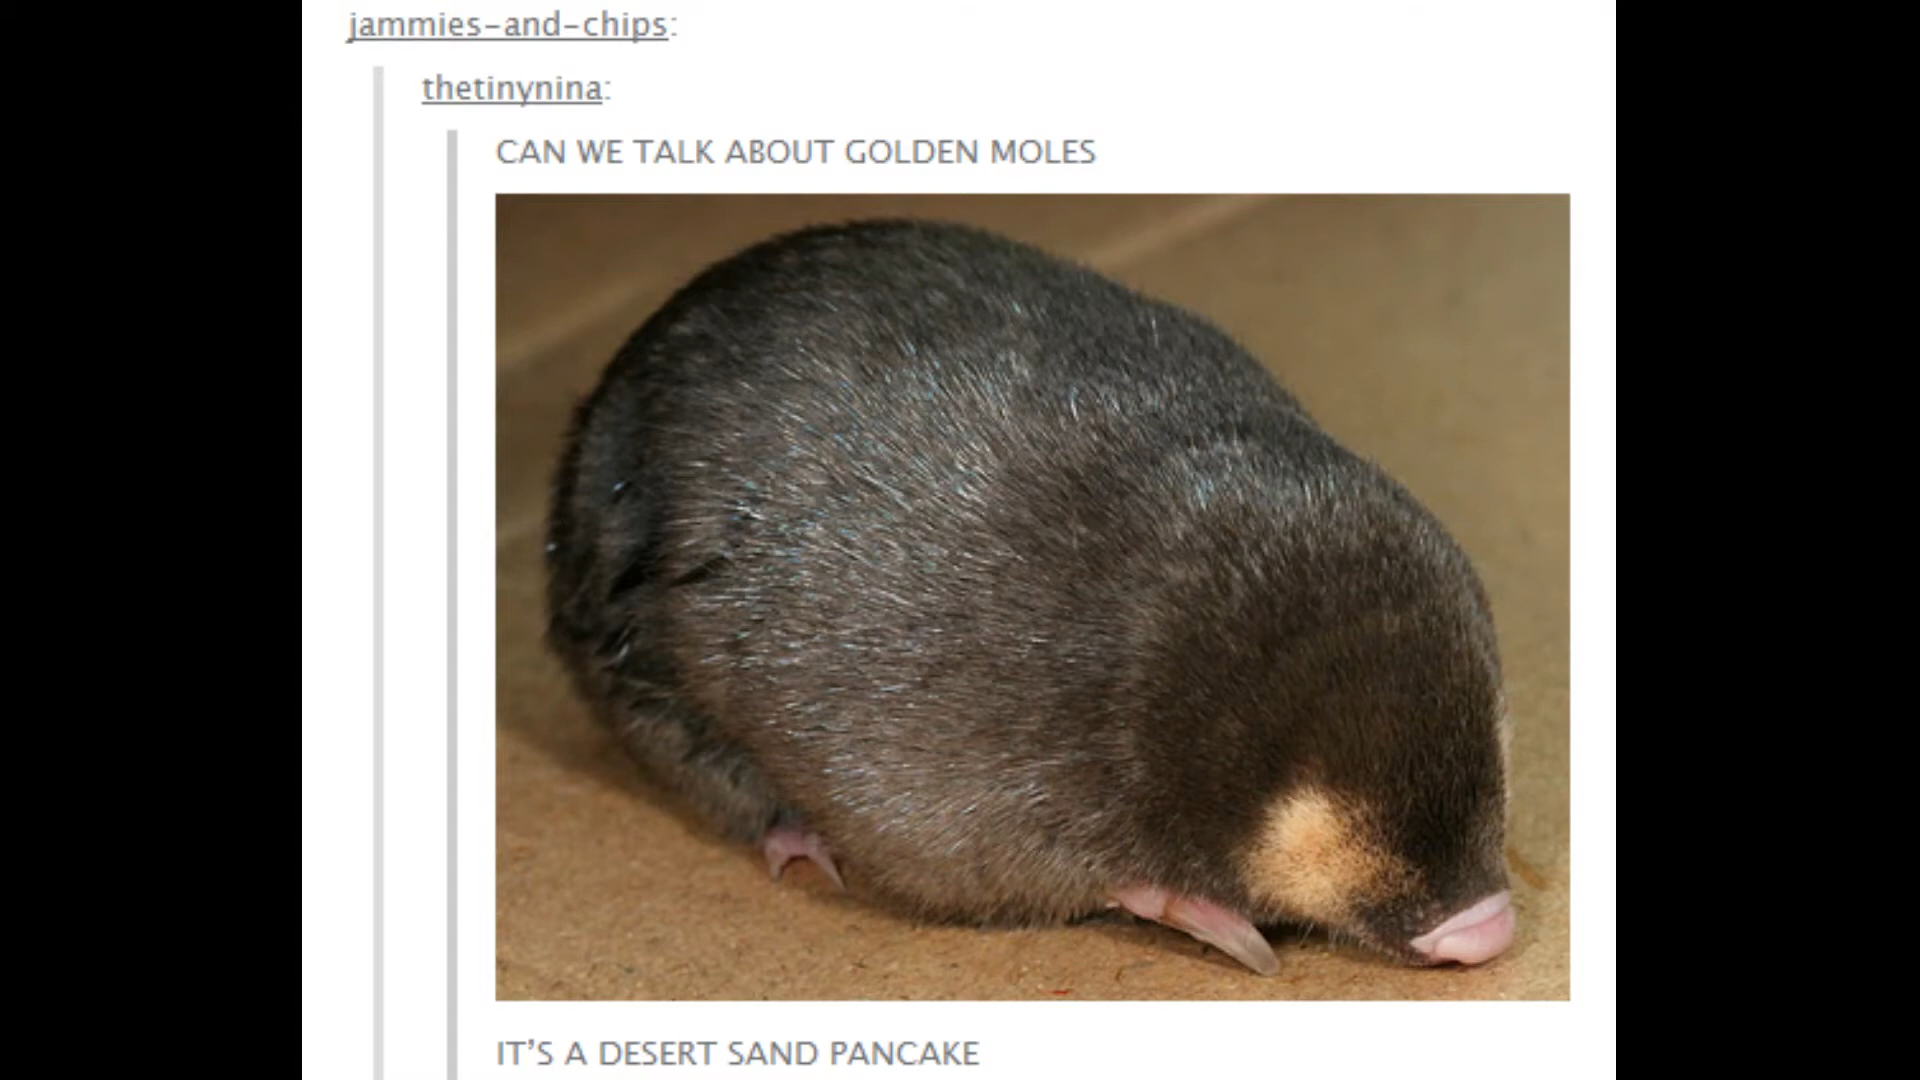 jammies-and-chips:
thetinynina:
CAN WE TALK ABOUT GOLDEN MOLES
IT’S A DESERT SAND PANCAKE